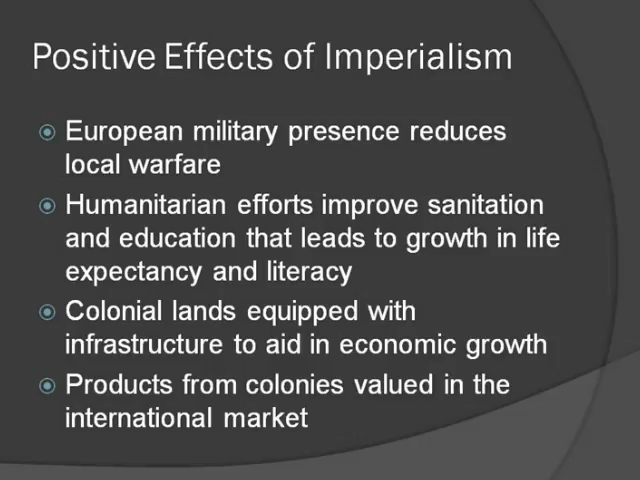 Positive Effects of Imperialism
European military presence reduces
local warfare
Humanitarian efforts improve sanitation
and education that leads to growth in life
expectancy and literacy
Colonial lands equipped with
infrastructure to aid in economic growth
Products from colonies valued in the
international market